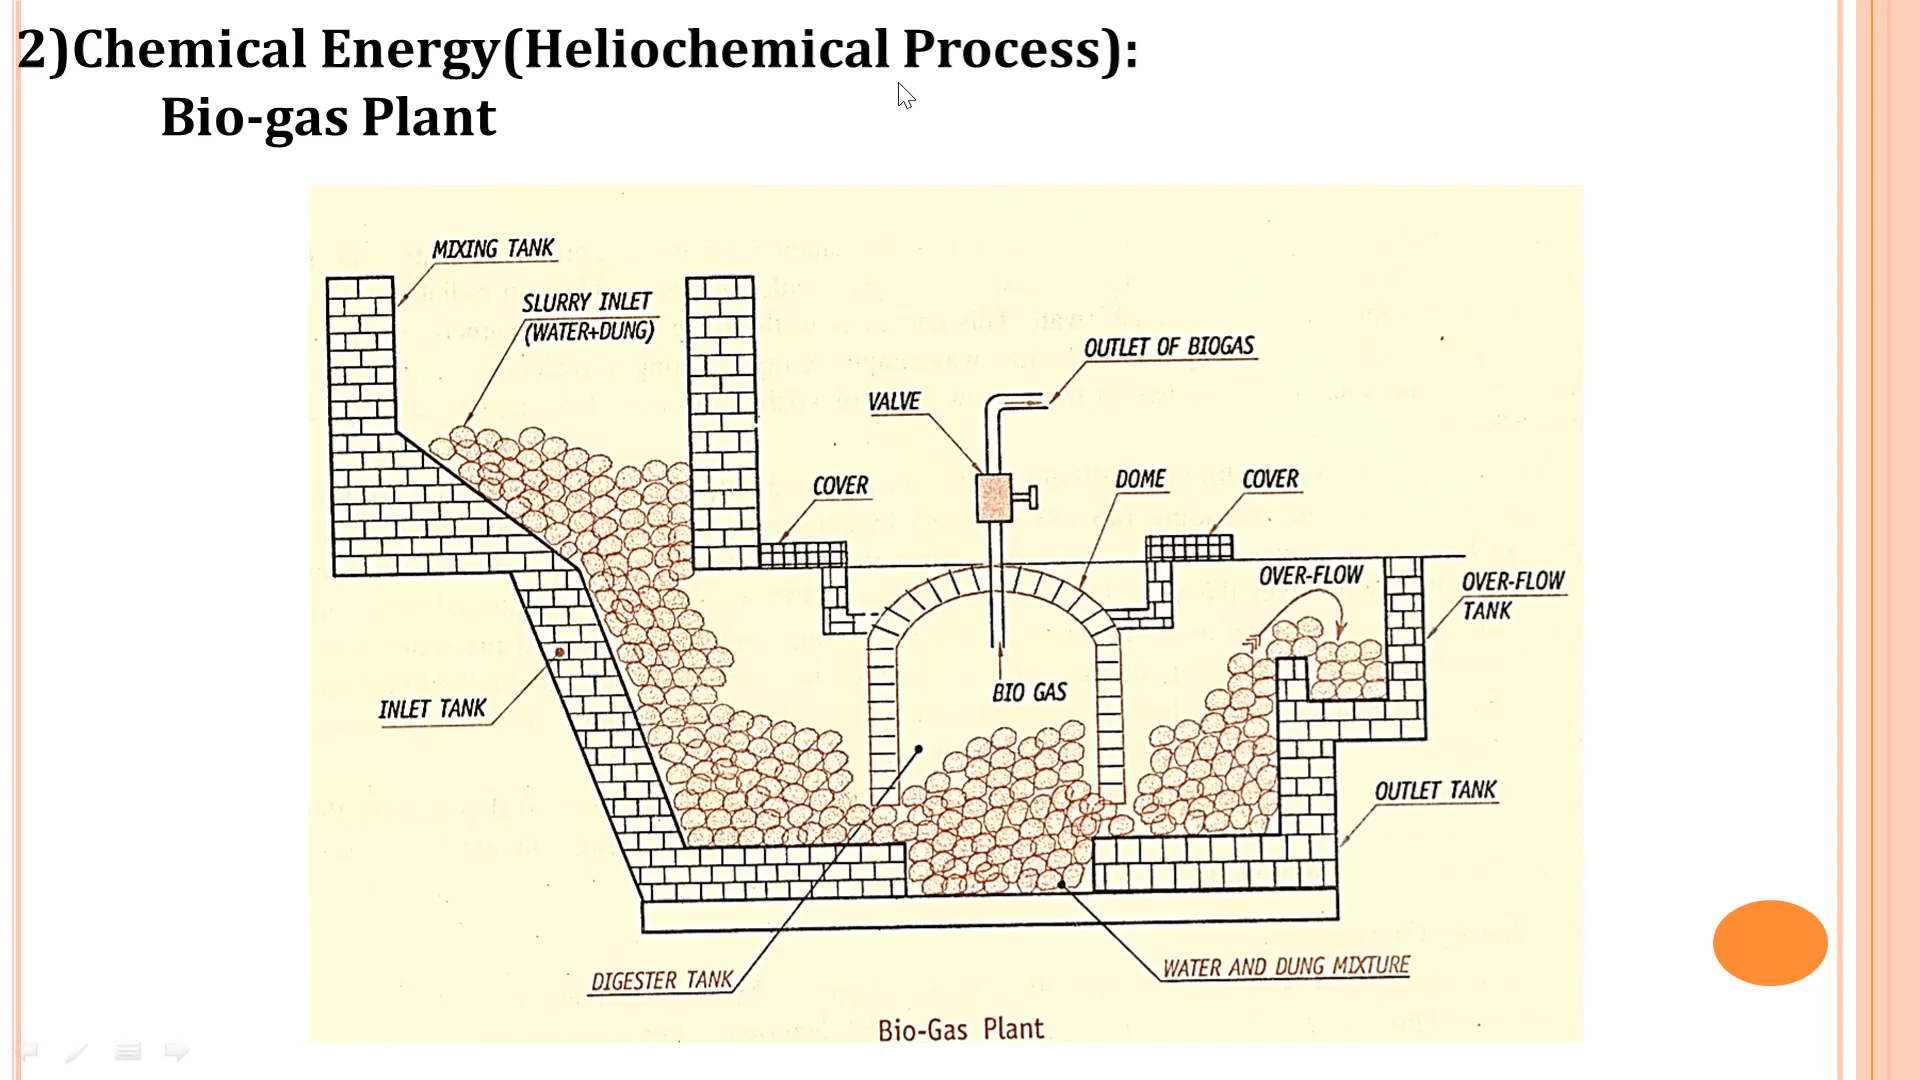 2)Chemical Energy(Heliochemical Process):
Bio-gas Plant
MIXING TANK
SLURRY INLET
(WATER+DUNG)
OUTLET OF BIOGAS
VALVE
COVER
DOME
COVER
OVER-FLOW
OVER-FLOW
TANK
INLET TANK
BIO GAS
OUTLET TANK
DIGESTER TANK
WATER AND DUNG MIXTURE
Bio-Gas Plant